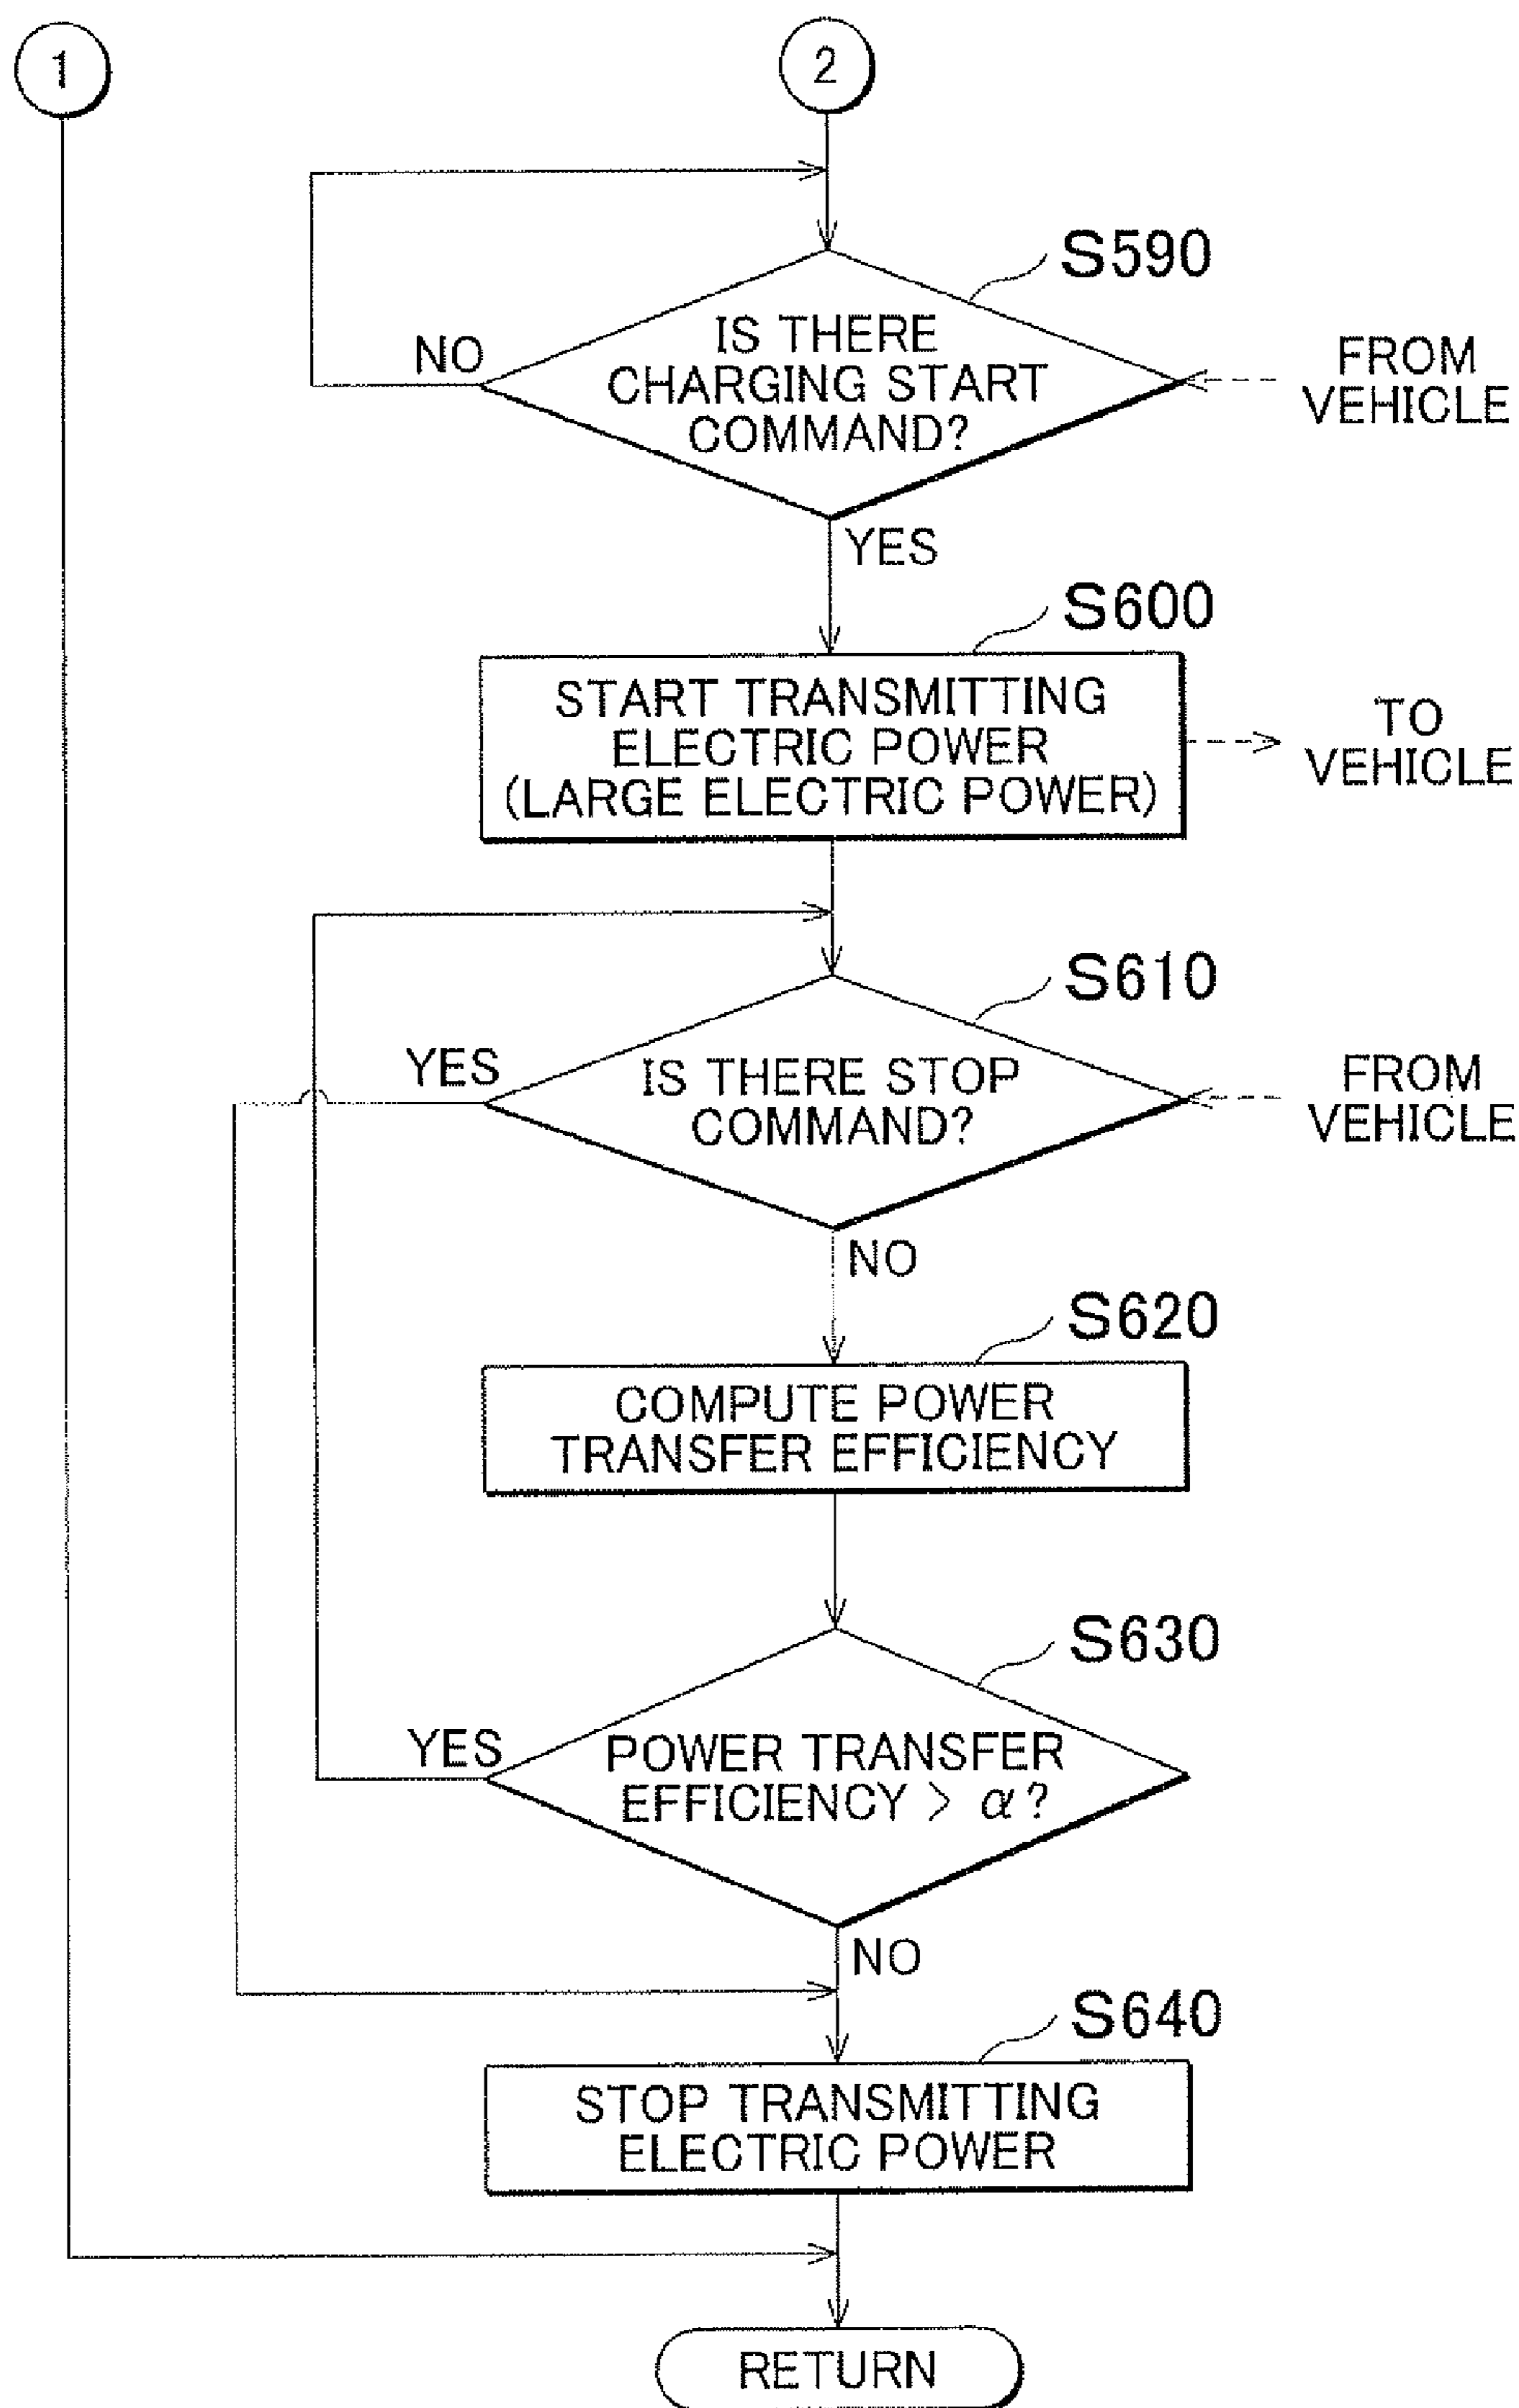 1
2
S590
IS THERE
CHARGING START
COMMAND?
NO
FROM
VEHICLE
YES
S600
START TRANSMITTING
ELECTRIC POWER
(LARGE ELECTRIC POWER)
TO
VEHICLE
S610
YES
IS THERE STOP
COMMAND?
FROM
VEHICLE
NO
S620
COMPUTE POWER
TRANSFER EFFICIENCY
S630
YES
POWER TRANSFER
EFFICIENCY > α?
NO
S640
STOP TRANSMITTING
ELECTRIC POWER
RETURN